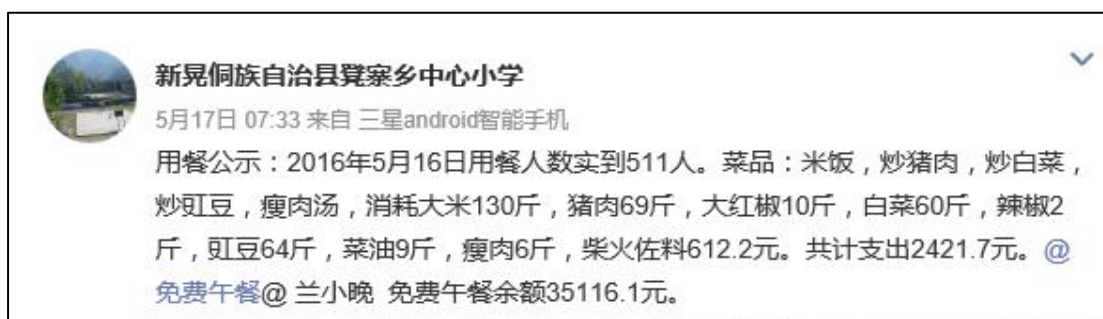 新晃侗族自治县凳寨乡中心小学
5月17日 07:33 来自 三星android智能手机
用餐公示：2016年5月16日用餐人数实到511人。菜品：米饭，炒猪肉，炒白菜，
炒豇豆，瘦肉汤，消耗大米130斤，猪肉69斤，大红椒10斤，白菜60斤，辣椒2
斤，豇豆64斤，菜油9斤，瘦肉6斤，柴火佐料612.2元。共计支出2421.7元。@
免费午餐@ 兰小晚 免费午餐余额35116.1元。